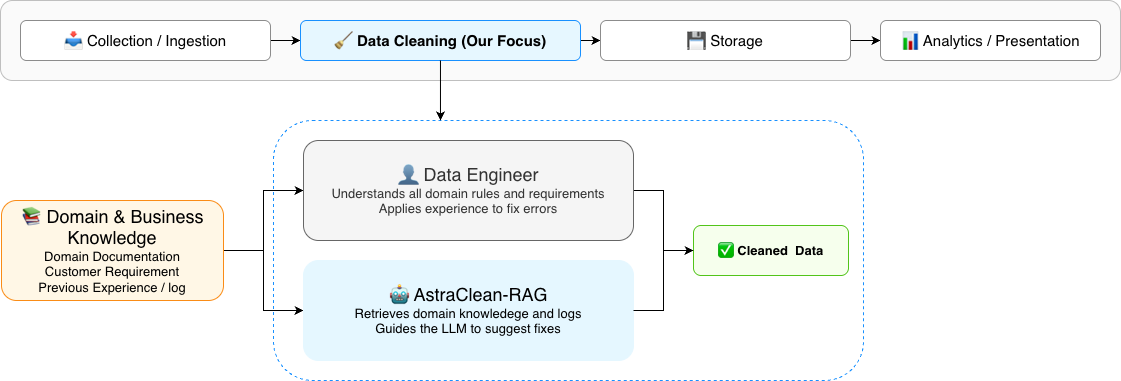 📥 Collection / Ingestion
🧹 Data Cleaning (Our Focus)
💾 Storage
📊 Analytics / Presentation
👤 Data Engineer
Understands all domain rules and requirements
Applies experience to fix errors
📚 Domain & Business
Knowledge
Domain Documentation
Customer Requirement
Previous Experience / log
✅ Cleaned Data
🤖 AstraClean-RAG
Retrieves domain knowledege and logs
Guides the LLM to suggest fixes